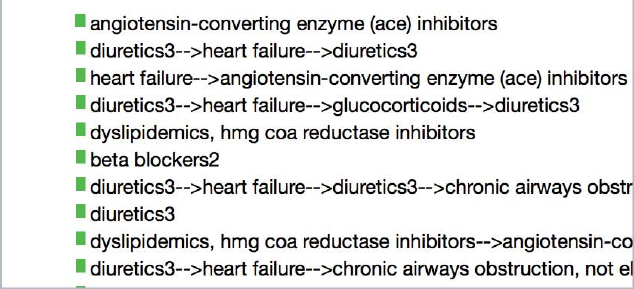 angiotensin-converting enzyme (ace) inhibitors
diuretics3-->heart failure-->diuretics3
heart failure-->angiotensin-converting enzyme (ace) inhibitors
diuretics3-->heart failure-->glucocorticoids-->diuretics3
dyslipidemics, hmg coa reductase inhibitors
beta blockers2
diuretics3-->heart failure-->diuretics3-->chronic airways obstr
diuretics3
dyslipidemics, hmg coa reductase inhibitors-->angiotensin-co
diuretics3-->heart failure-->chronic airways obstruction, not el